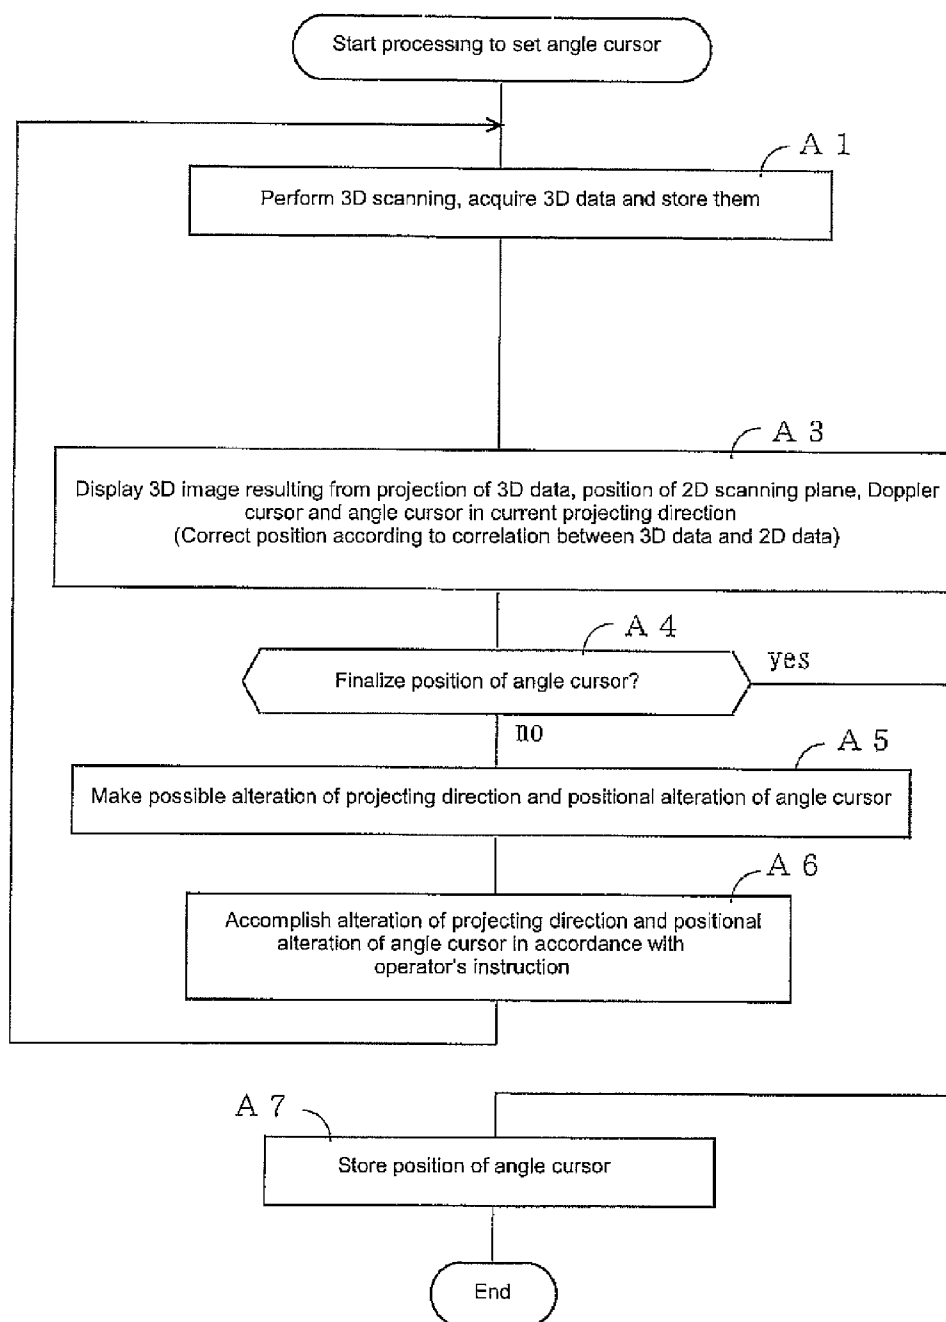 Start processing to set angle cursor
A 1
Perform 3D scanning, acquire 3D data and store them
A 3
Display 3D image resulting from projection of 3D data, position of 2D scanning plane, Doppler
cursor and angle cursor in current projecting direction
(Correct position according to correlation between 3D data and 2D data)
A 4
Finalize position of angle cursor?
yes
no
A 5
Make possible alteration of projecting direction and positional alteration of angle cursor
A 6
Accomplish alteration of projecting direction and positional
alteration of angle cursor in accordance with
operator's instruction
A 7
Store position of angle cursor
End